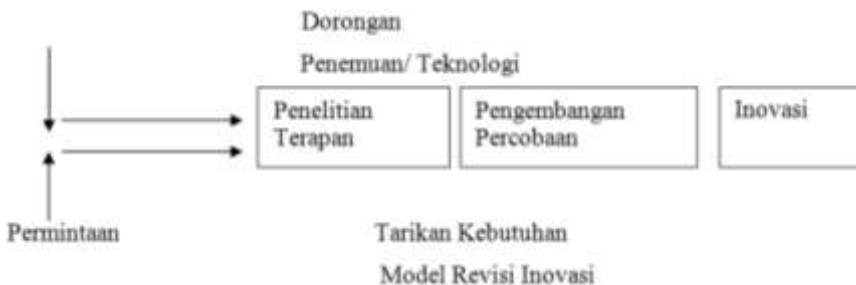 Dorongan
Penemuan/ Teknologi
Penelitian
Terapan
Pengembangan
Percobaan
Inovasi
Permintaan
Tarikan Kebutuhan
Model Revisi Inovasi